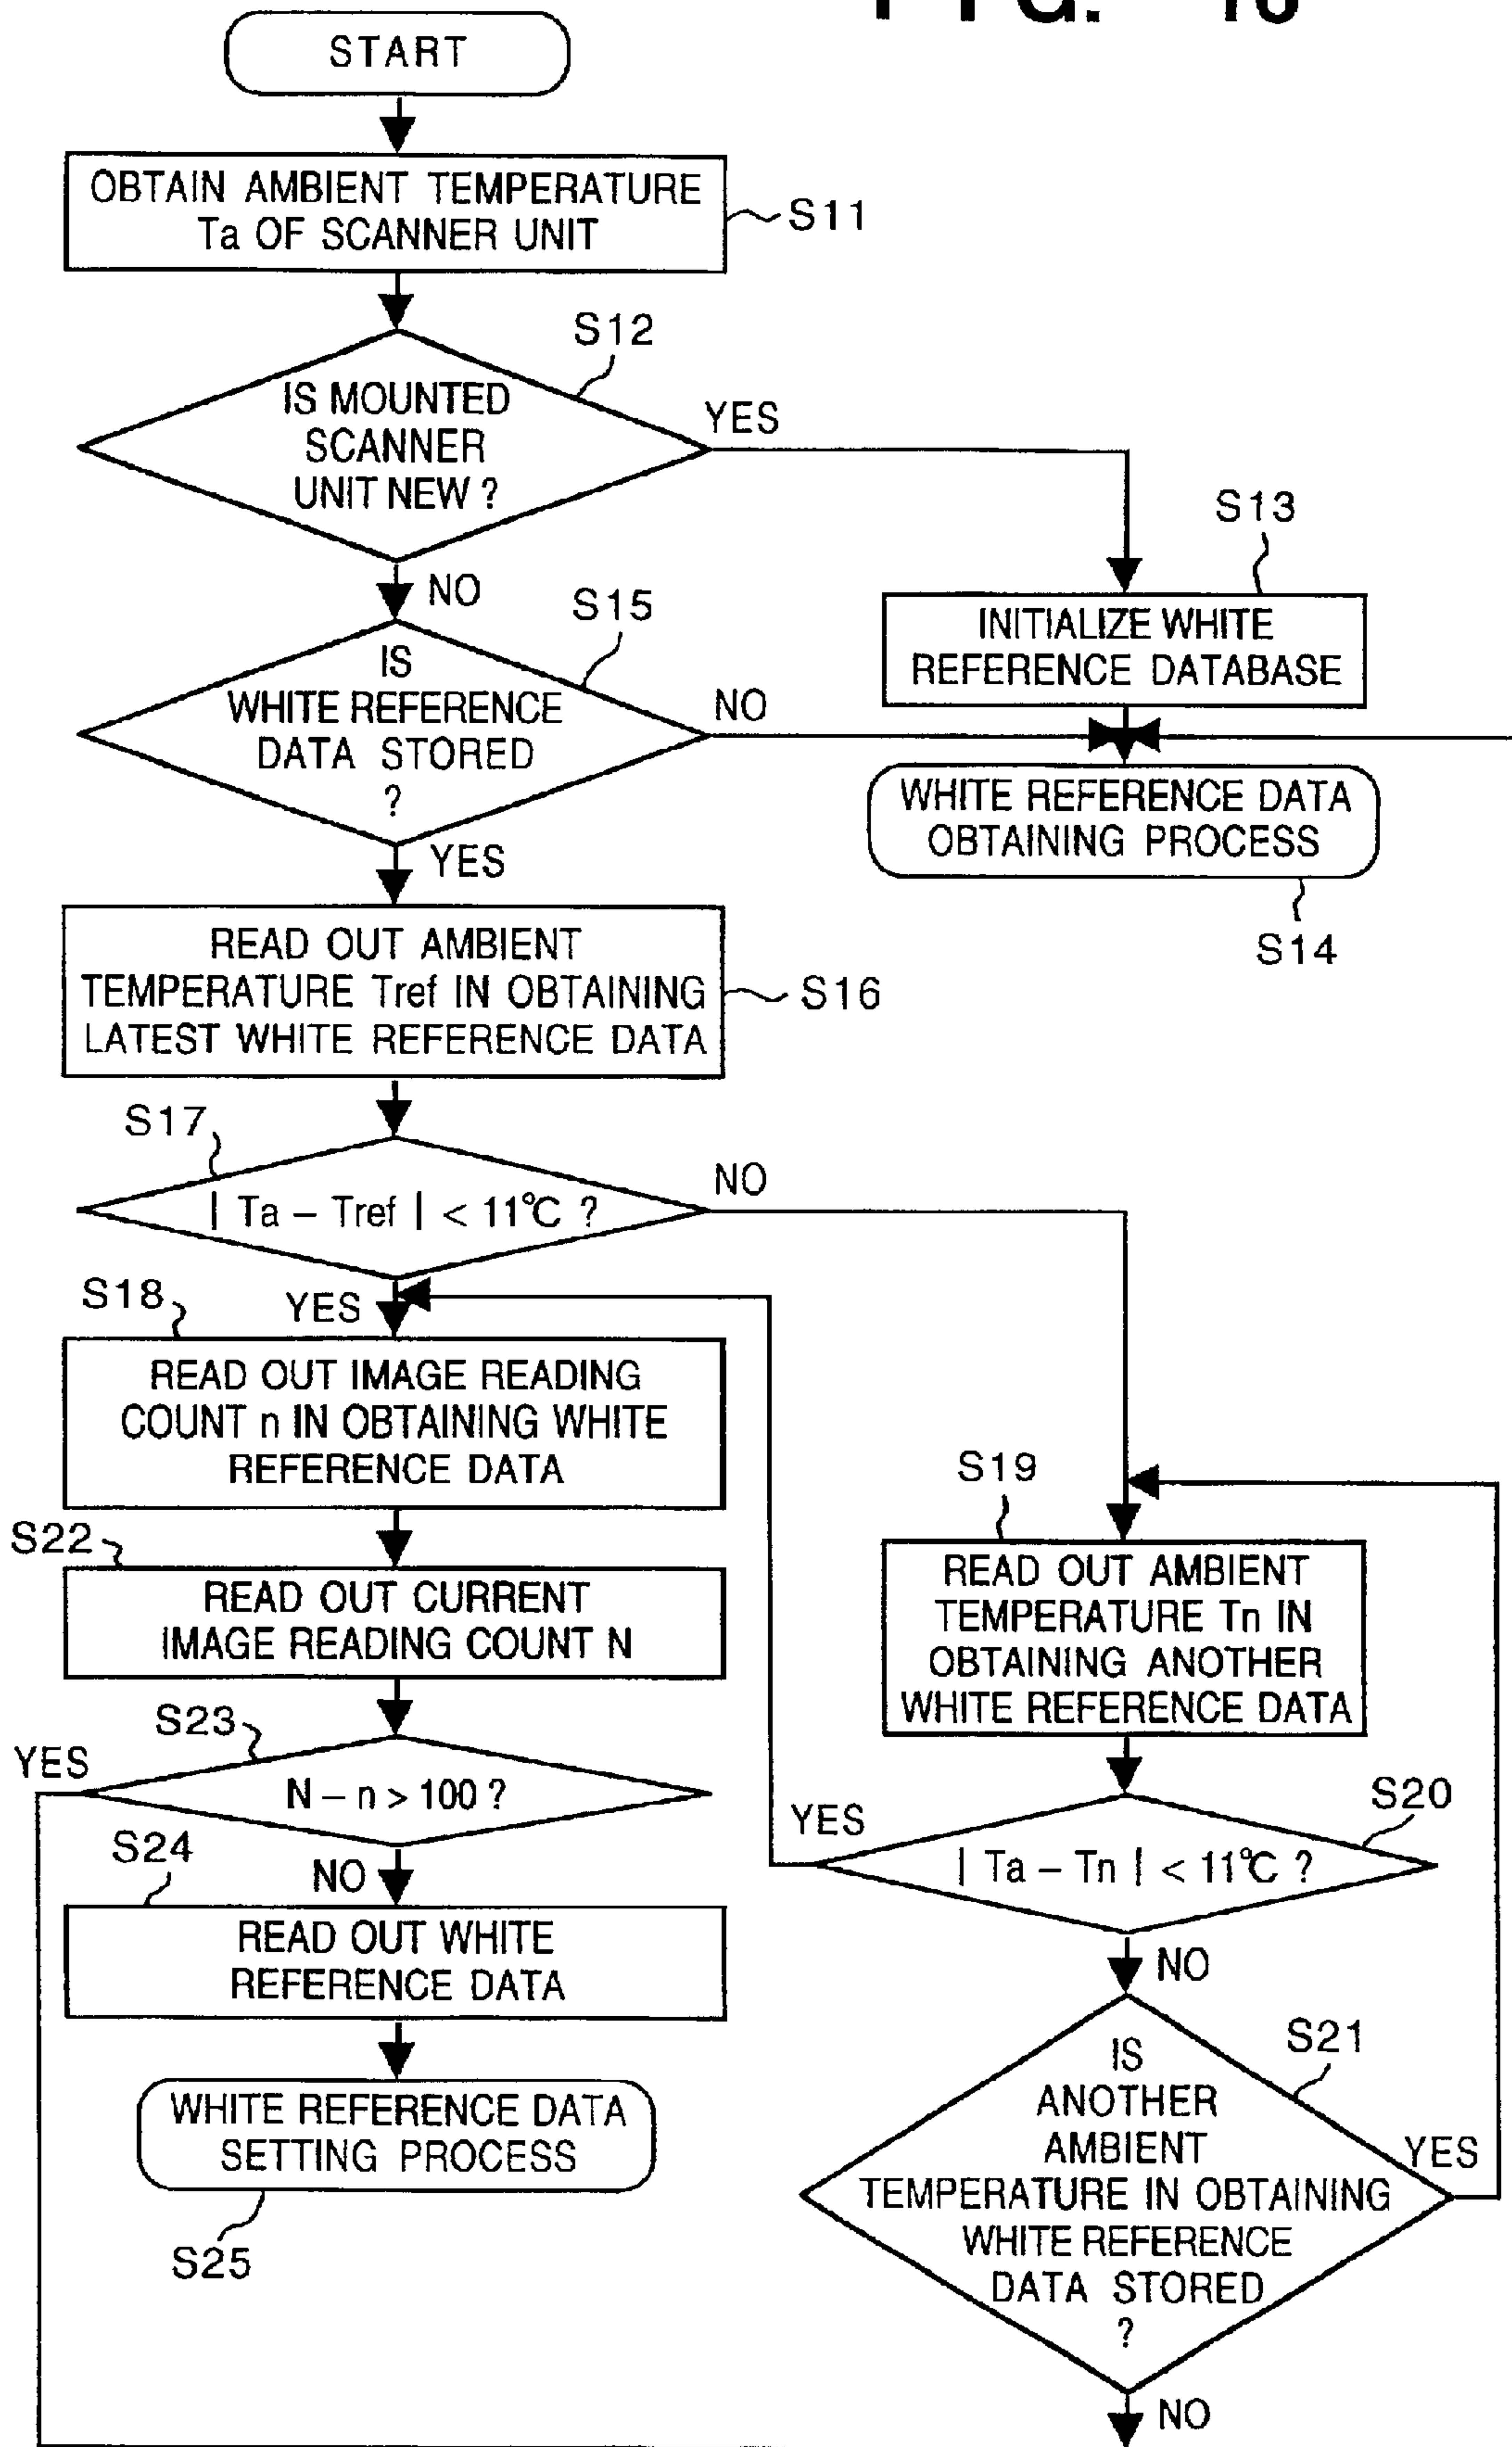 FIG.
START
OBTAIN AMBIENT TEMPERATURE
Ta OF SCANNER UNIT
S11
S12
IS MOUNTED
SCANNER
UNIT NEW ?
YES
NO
S13
INITIALIZE WHITE
REFERENCE DATABASE
S15
IS
WHITE REFERENCE
DATA STORED
?
NO
YES
WHITE REFERENCE DATA
OBTAINING PROCESS
S14
READ OUT AMBIENT
TEMPERATURE Tref IN OBTAINING
LATEST WHITE REFERENCE DATA
S16
S17
| Ta – Tref | < 11°C ?
NO
YES
S18
READ OUT IMAGE READING
COUNT n IN OBTAINING WHITE
REFERENCE DATA
S22
READ OUT CURRENT
IMAGE READING COUNT N
S23
YES
N – n > 100 ?
NO
S24
READ OUT WHITE
REFERENCE DATA
WHITE REFERENCE DATA
SETTING PROCESS
S25
S19
READ OUT AMBIENT
TEMPERATURE Tn IN
OBTAINING ANOTHER
WHITE REFERENCE DATA
S20
YES
| Ta – Tn | < 11°C ?
NO
S21
IS
ANOTHER
AMBIENT
TEMPERATURE IN OBTAINING
WHITE REFERENCE
DATA STORED
?
YES
NO